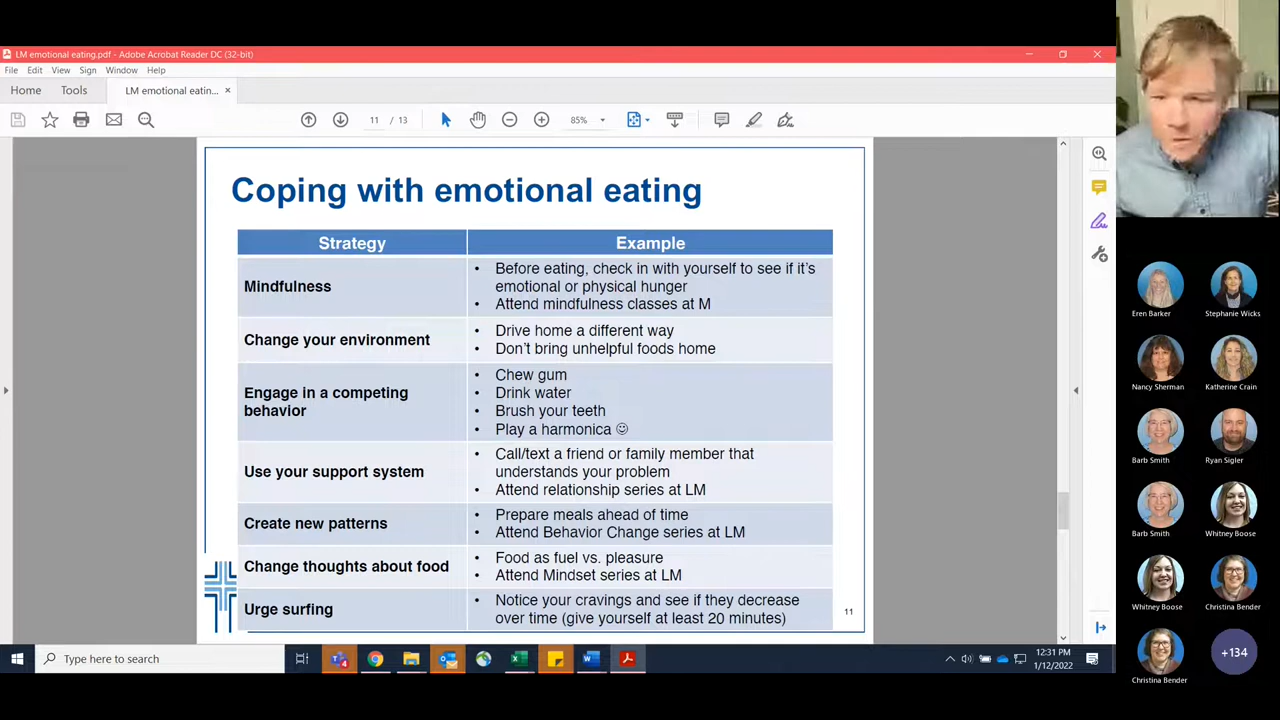 LM emotional eating.pdf - Adobe Acrobat Reader DC (32-bit)
File Edit View Sign Window Help
Home Tools LM emotional eatin... ×
11 / 13 85%
Coping with emotional eating
Strategy Example
Mindfulness
• Before eating, check in with yourself to see if it's
emotional or physical hunger
• Attend mindfulness classes at M
Change your environment
• Drive home a different way
• Don't bring unhelpful foods home
Engage in a competing
behavior
• Chew gum
• Drink water
• Brush your teeth
• Play a harmonica ☺
Use your support system
• Call/text a friend or family member that
understands your problem
• Attend relationship series at LM
Create new patterns
• Prepare meals ahead of time
• Attend Behavior Change series at LM
Change thoughts about food
• Food as fuel vs. pleasure
• Attend Mindset series at LM
Urge surfing
• Notice your cravings and see if they decrease
over time (give yourself at least 20 minutes)
11
Eren Barker Stephanie Wicks
Nancy Sherman Katherine Crain
Barb Smith Ryan Sigler
Barb Smith Whitney Boose
Whitney Boose Christina Bender
Christina Bender +134
Type here to search
12:31 PM
1/12/2022